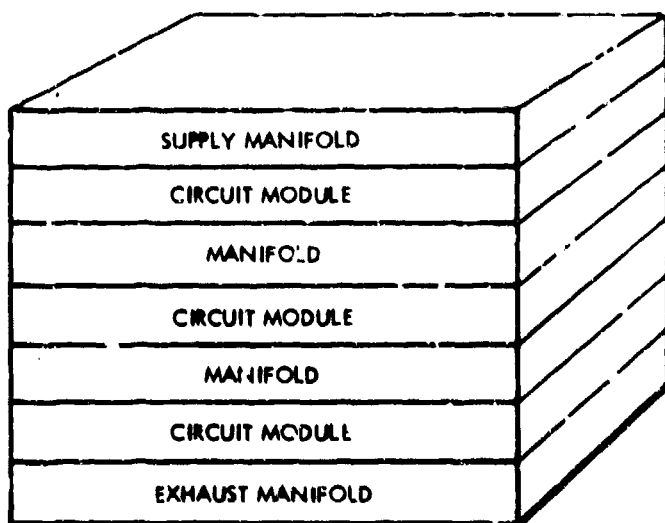 SUPPLY MANIFOLD
CIRCUIT MODULE
MANIFOLD
CIRCUIT MODULE
MANIFOLD
CIRCUIT MODULE
EXHAUST MANIFOLD